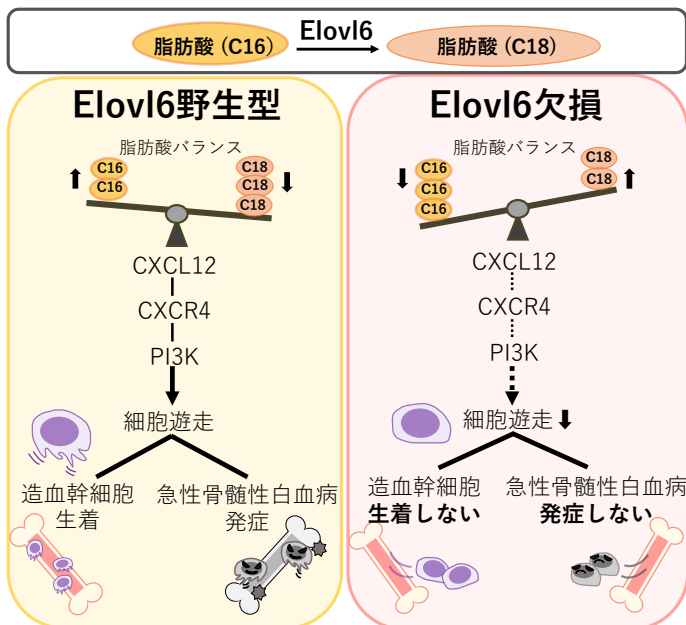 脂肪酸（C16） Elovl6 脂肪酸（C18）
Elovl6野生型
脂肪酸バランス
C16
C16
C18
C18
C18
CXCL12
CXCR4
PI3K
細胞遊走
造血幹細胞
生着
急性骨髄性白血病
発症
Elovl6欠損
脂肪酸バランス
C16
C16
C16
C18
C18
CXCL12
CXCR4
PI3K
細胞遊走
造血幹細胞
生着しない
急性骨髄性白血病
発症しない